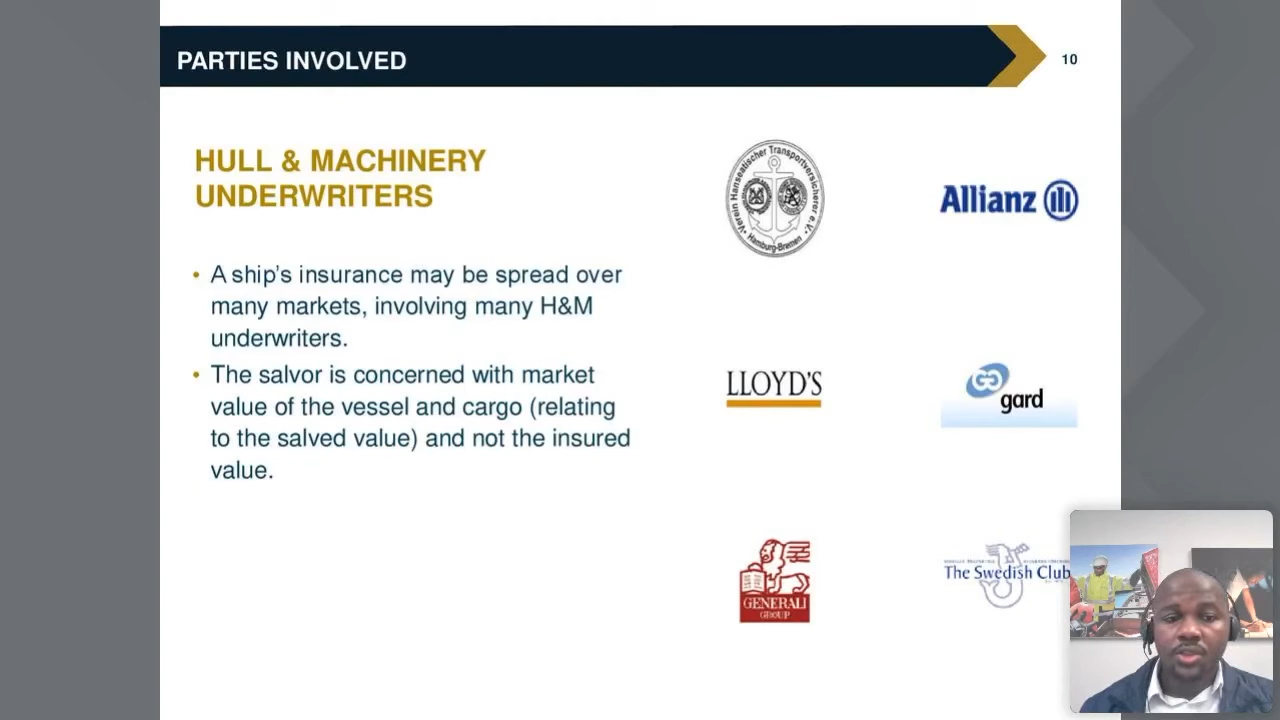 PARTIES INVOLVED
10
HULL & MACHINERY
UNDERWRITERS
• A ship's insurance may be spread over
many markets, involving many H&M
underwriters.
• The salvor is concerned with market
value of the vessel and cargo (relating
to the salved value) and not the insured
value.
Verein Hanseatischer Transportversicherer e.V.
Hamburg-Bremen
Allianz
LLOYD'S
gard
GENERALI
GROUP
The Swedish Club